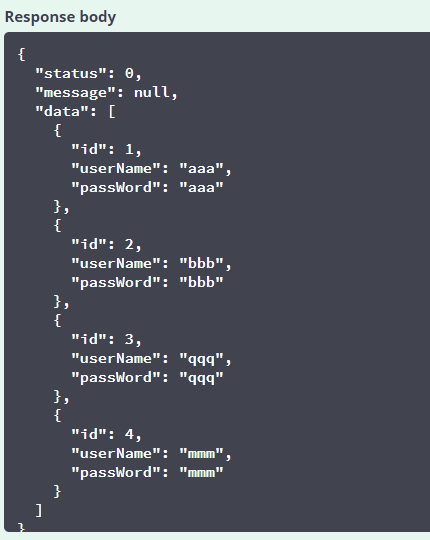 Response body
{
  "status": 0,
  "message": null,
  "data": [
    {
      "id": 1,
      "userName": "aaa",
      "passWord": "aaa"
    },
    {
      "id": 2,
      "userName": "bbb",
      "passWord": "bbb"
    },
    {
      "id": 3,
      "userName": "qqq",
      "passWord": "qqq"
    },
    {
      "id": 4,
      "userName": "mmm",
      "passWord": "mmm"
    }
  ]
}